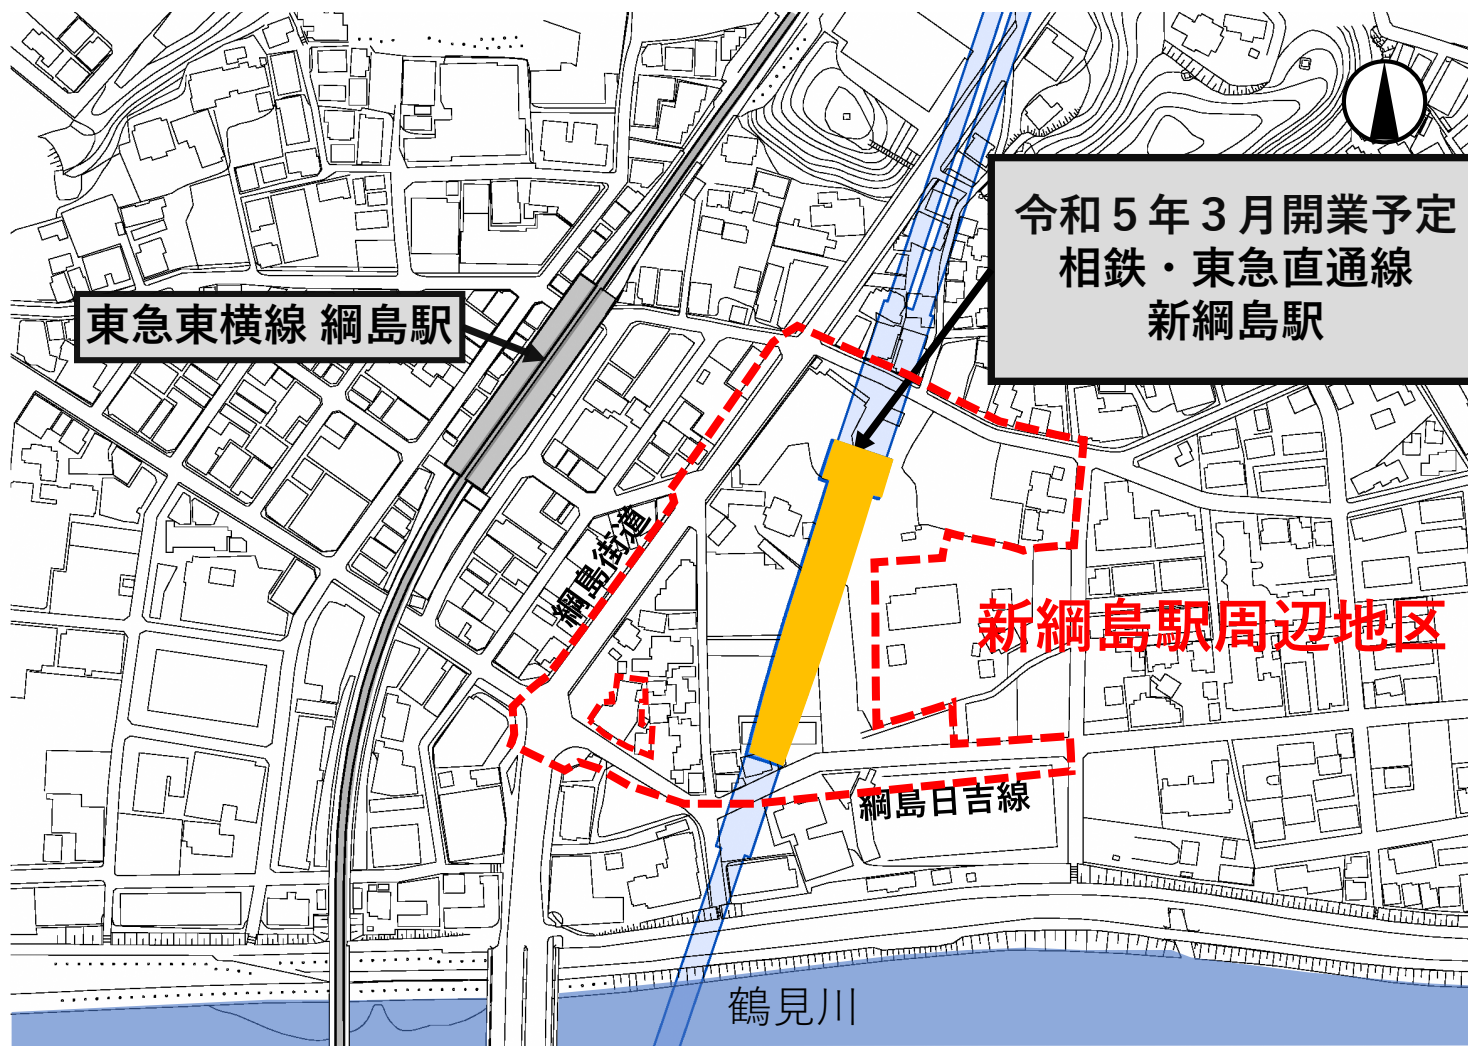 令和５年３月開業予定
相鉄・東急直通線
新綱島駅
東急東横線 綱島駅
綱島街道
新綱島駅周辺地区
綱島日吉線
鶴見川